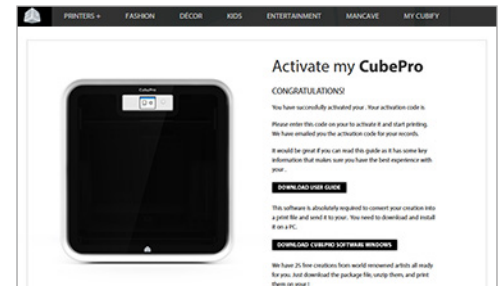 PRINTERS + FASHION DÉCOR KIDS ENTERTAINMENT MANCAVE MY CUBIFY
CubePro
Activate my CubePro
CONGRATULATIONS!
You have successfully activated your . Your activation code is
Please enter this code on your to activate it and start printing.
We have emailed you the activation code for your records.
It would be great if you can read this guide as it has some key
information that makes sure you have the best experience with
your .
DOWNLOAD USER GUIDE
This software is absolutely required to convert your creation into
a print file and send it to your . You need to download and install
it on a PC.
DOWNLOAD CUBEPRO SOFTWARE WINDOWS
We have 25 free creations from world renowned artists all ready
for you. Just download the package file, unzip them, and print
them on your !